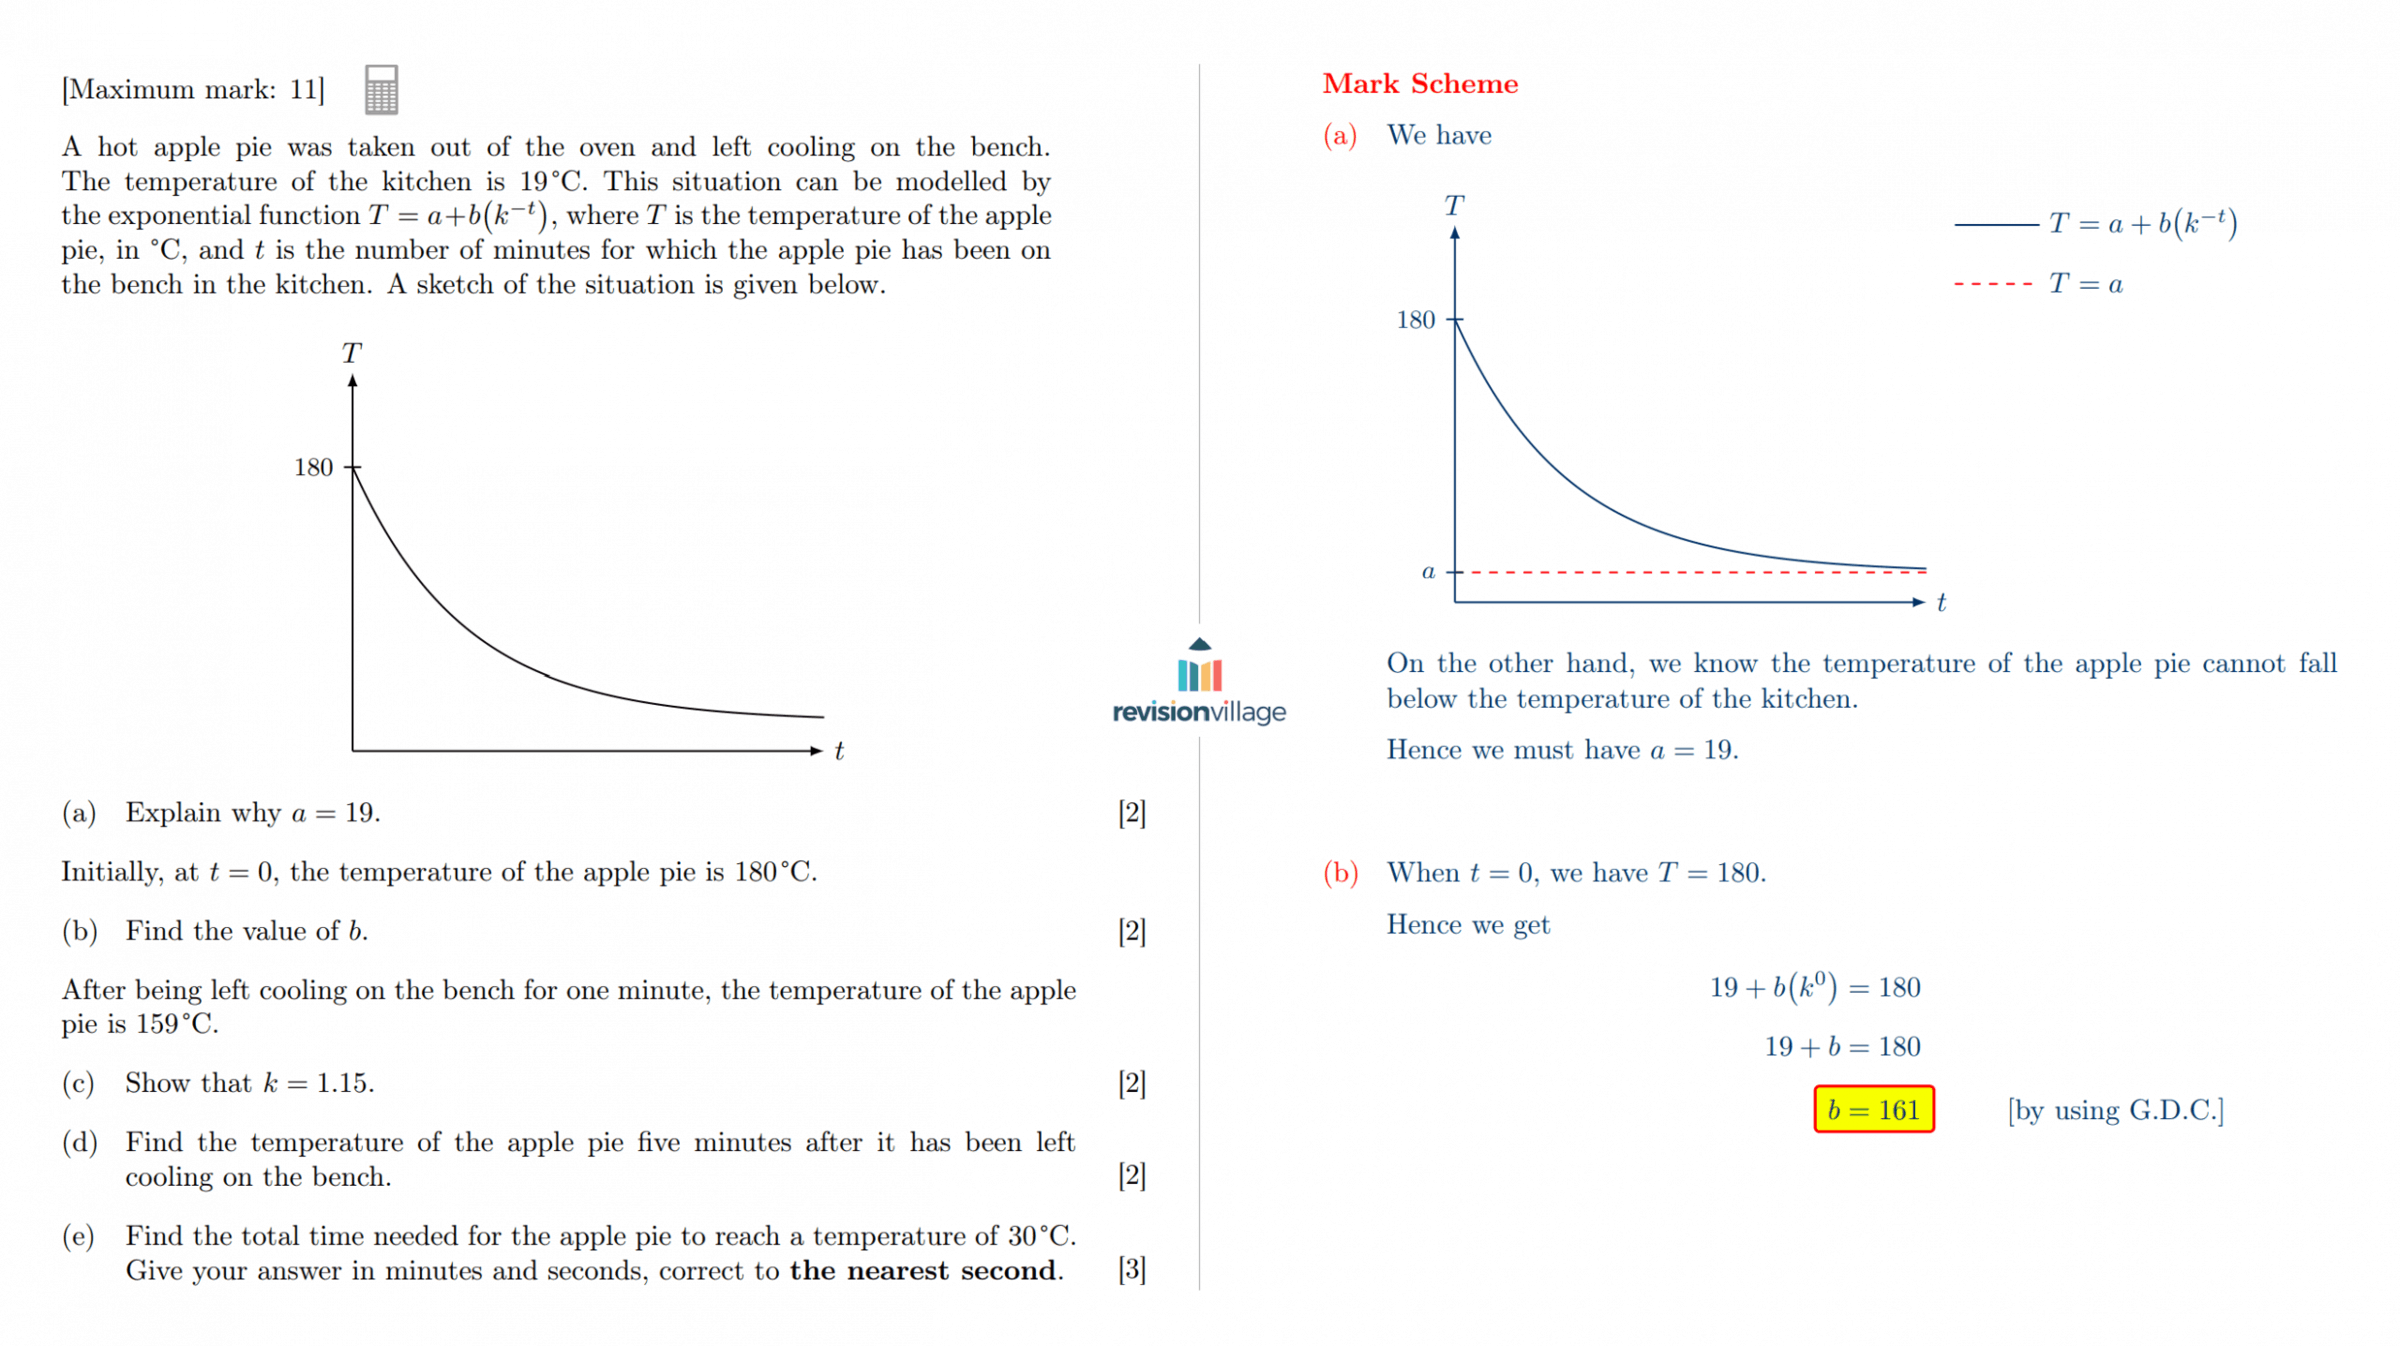 [Maximum mark: 11]
A hot apple pie was taken out of the oven and left cooling on the bench.
The temperature of the kitchen is 19°C. This situation can be modelled by
the exponential function T = a+b(k⁻ᵗ), where T is the temperature of the apple
pie, in °C, and t is the number of minutes for which the apple pie has been on
the bench in the kitchen. A sketch of the situation is given below.
T
180
t
(a) Explain why a = 19. [2]
Initially, at t = 0, the temperature of the apple pie is 180°C.
(b) Find the value of b. [2]
After being left cooling on the bench for one minute, the temperature of the apple
pie is 159°C.
(c) Show that k = 1.15. [2]
(d) Find the temperature of the apple pie five minutes after it has been left
cooling on the bench. [2]
(e) Find the total time needed for the apple pie to reach a temperature of 30°C.
Give your answer in minutes and seconds, correct to the nearest second. [3]
revisionvillage
Mark Scheme
(a) We have
T
T = a + b(k⁻ᵗ)
T = a
180
a
t
On the other hand, we know the temperature of the apple pie cannot fall
below the temperature of the kitchen.
Hence we must have a = 19.
(b) When t = 0, we have T = 180.
Hence we get
19 + b(k⁰) = 180
19 + b = 180
b = 161 [by using G.D.C.]